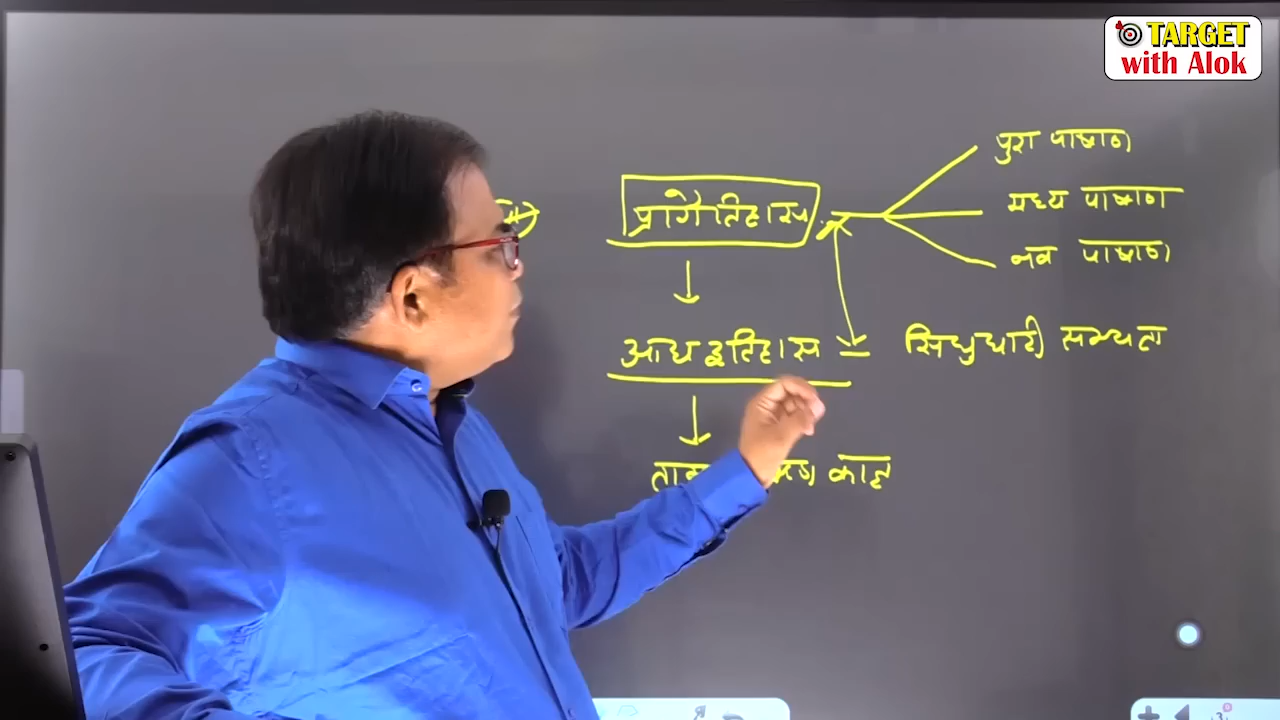 TARGET
with Alok
पुरा पाषाण
मध्य पाषाण
प्रागैतिहास
नव पाषाण
आद्य इतिहास = सिंधुघाटी सभ्यता
काल